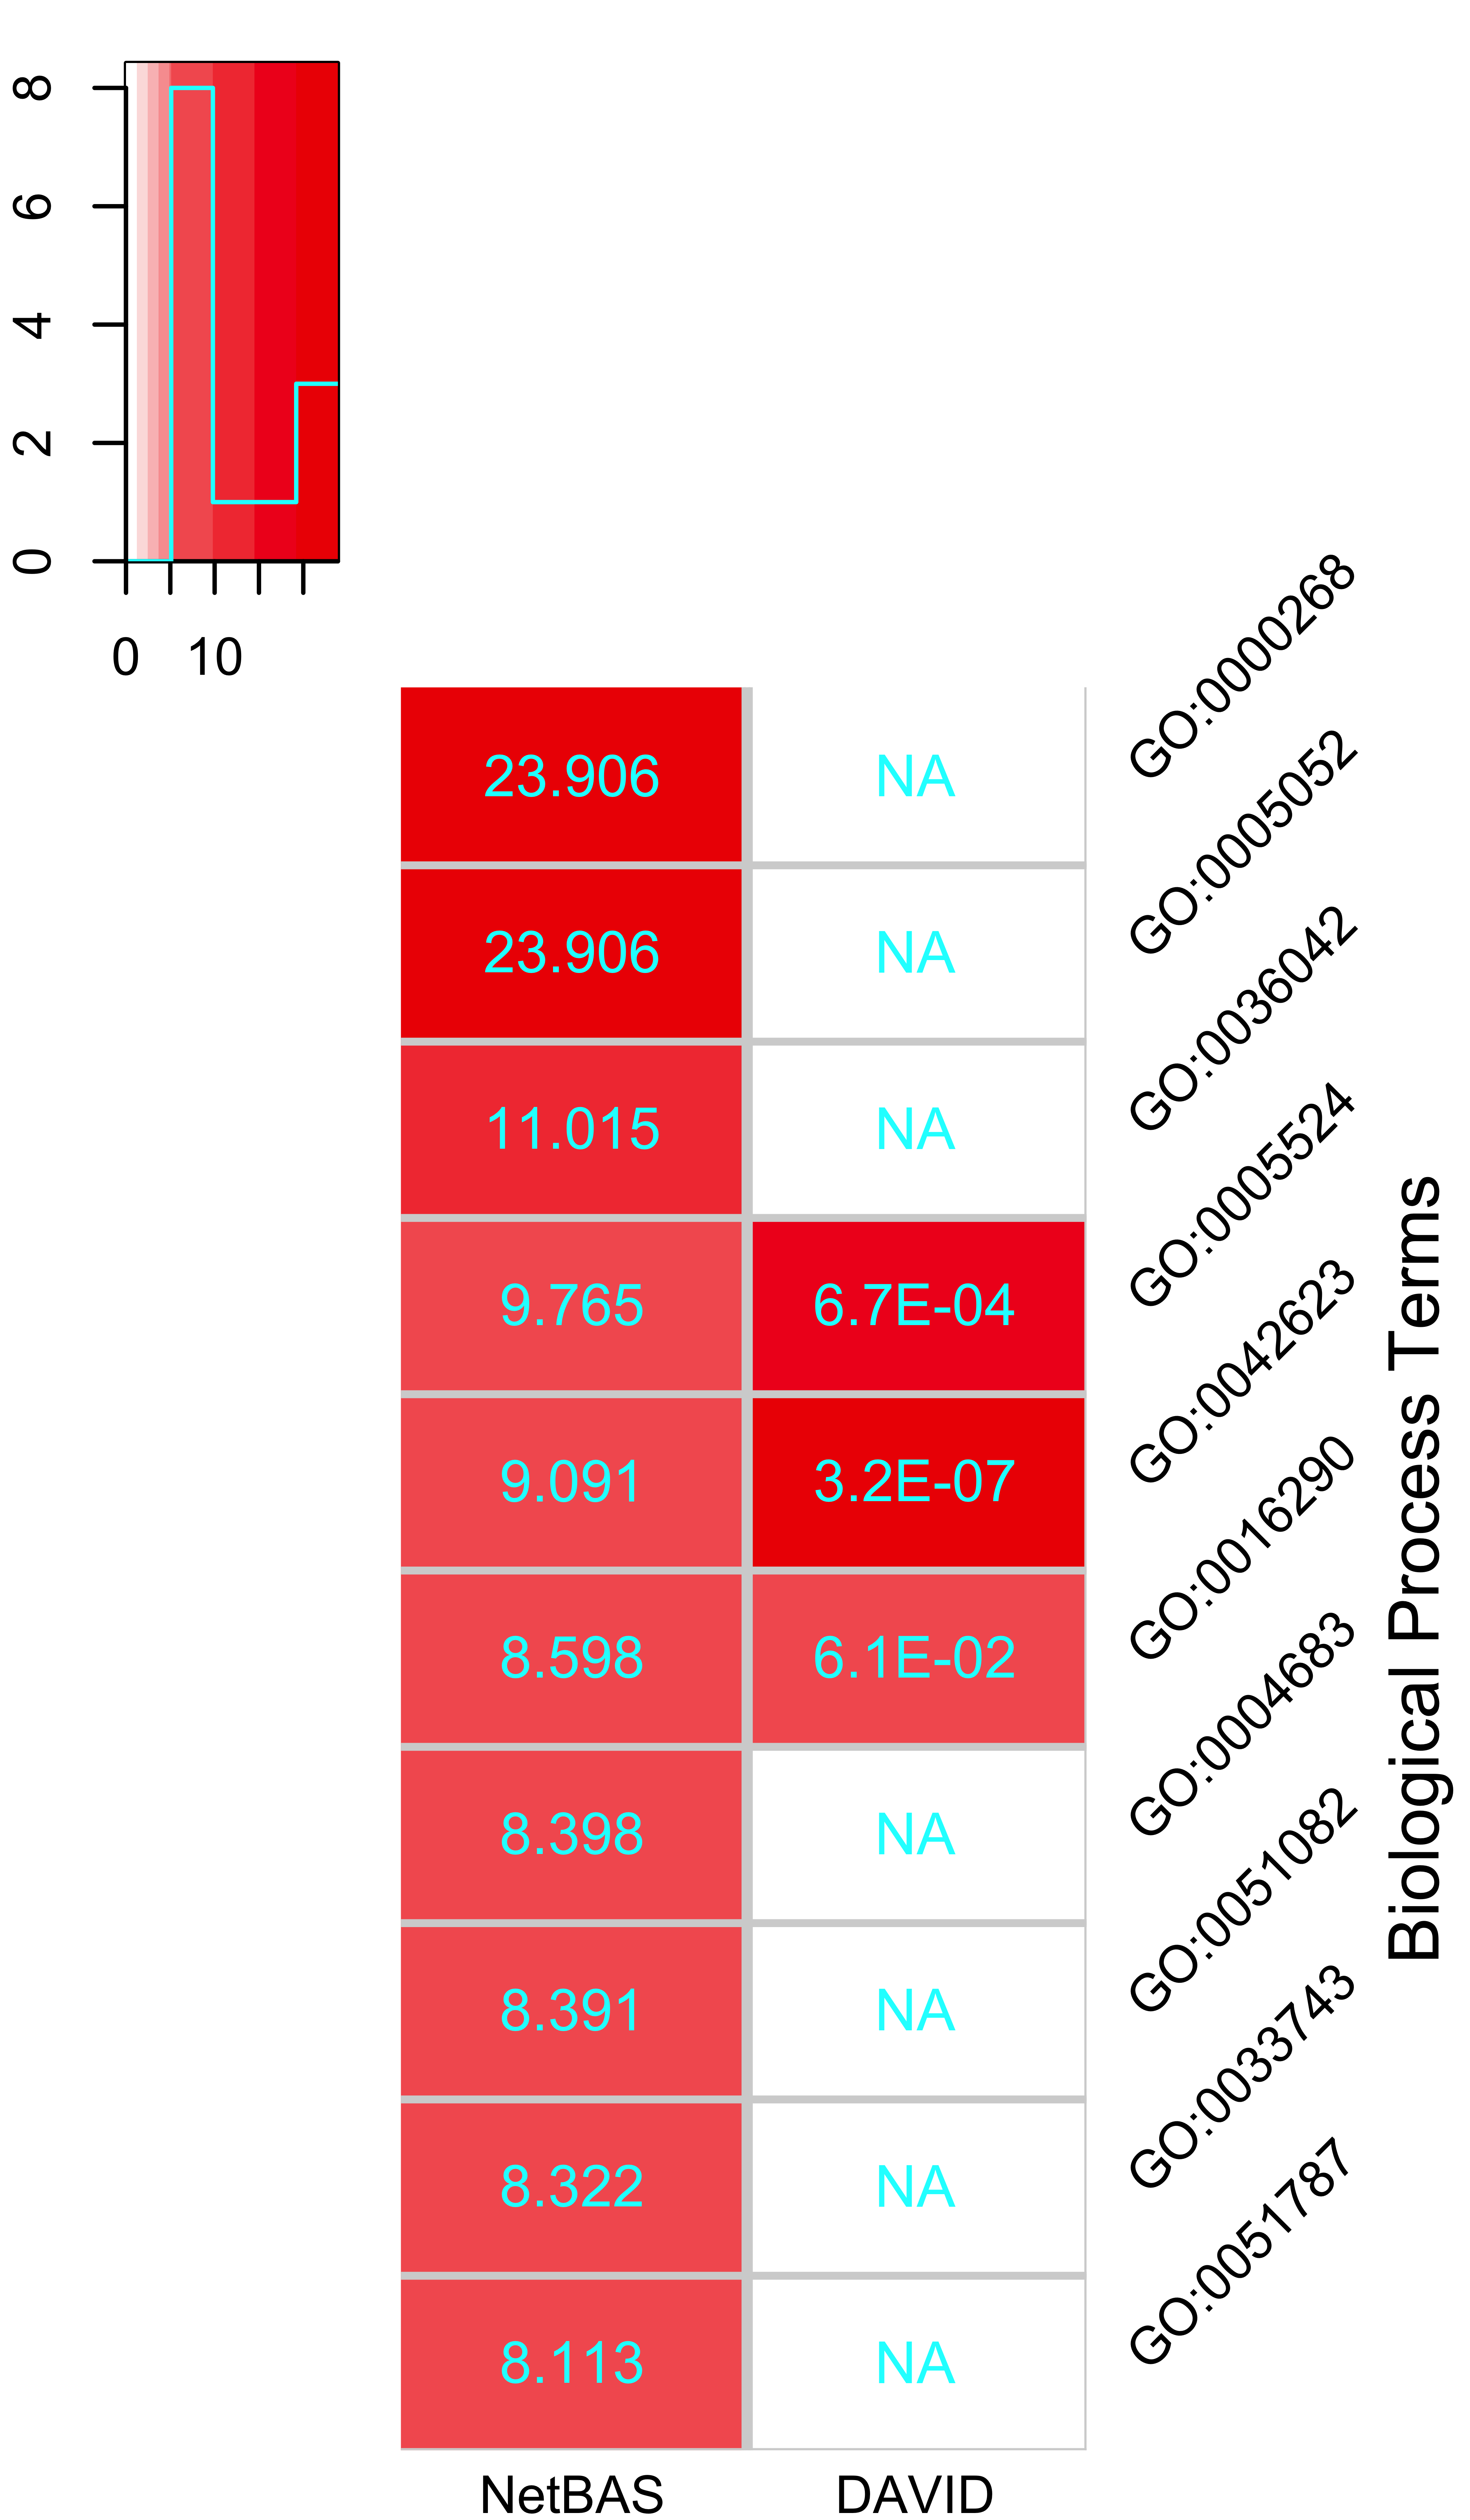 8
6
4
2
0
0 10
23.906 NA GO:0000268
23.906 NA GO:0005052
11.015 NA GO:0036042
9.765 6.7E-04 GO:0005524
9.091 3.2E-07 GO:0042623
8.598 6.1E-02 GO:0016290
8.398 NA GO:0004683
8.391 NA GO:0051082
8.322 NA GO:0033743
8.113 NA GO:0051787
NetBAS DAVID
Biological Process Terms